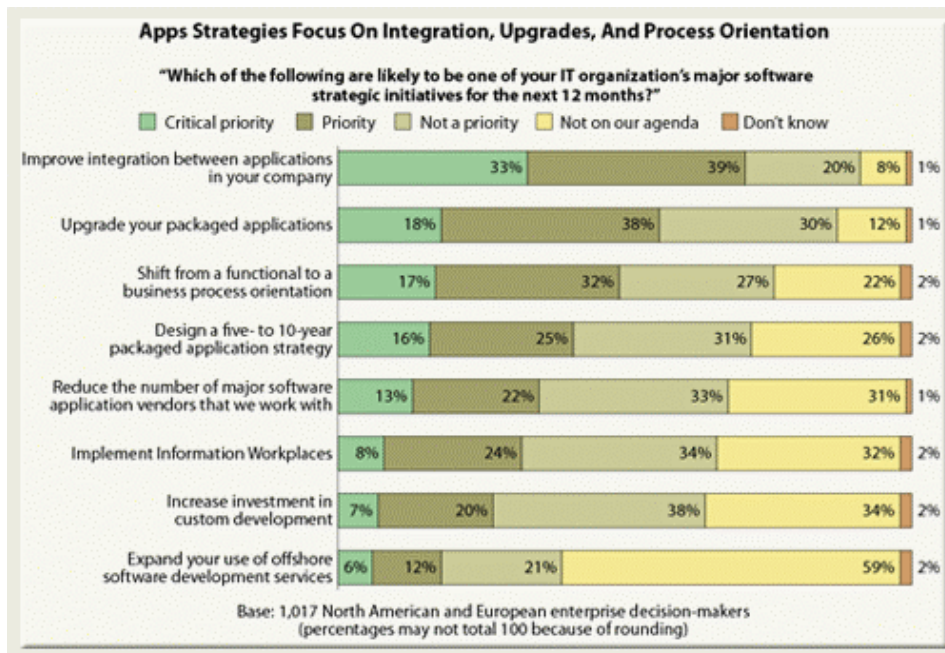 Apps Strategies Focus On Integration, Upgrades, And Process Orientation
"Which of the following are likely to be one of your IT organization's major software
strategic initiatives for the next 12 months?"
Critical priority Priority Not a priority Not on our agenda Don't know
Improve integration between applications
in your company
33% 39% 20% 8% 1%
Upgrade your packaged applications
18% 38% 30% 12% 1%
Shift from a functional to a
business process orientation
17% 32% 27% 22% 2%
Design a five- to 10-year
packaged application strategy
16% 25% 31% 26% 2%
Reduce the number of major software
application vendors that we work with
13% 22% 33% 31% 1%
Implement Information Workplaces
8% 24% 34% 32% 2%
Increase investment in
custom development
7% 20% 38% 34% 2%
Expand your use of offshore
software development services
6% 12% 21% 59% 2%
Base: 1,017 North American and European enterprise decision-makers
(percentages may not total 100 because of rounding)